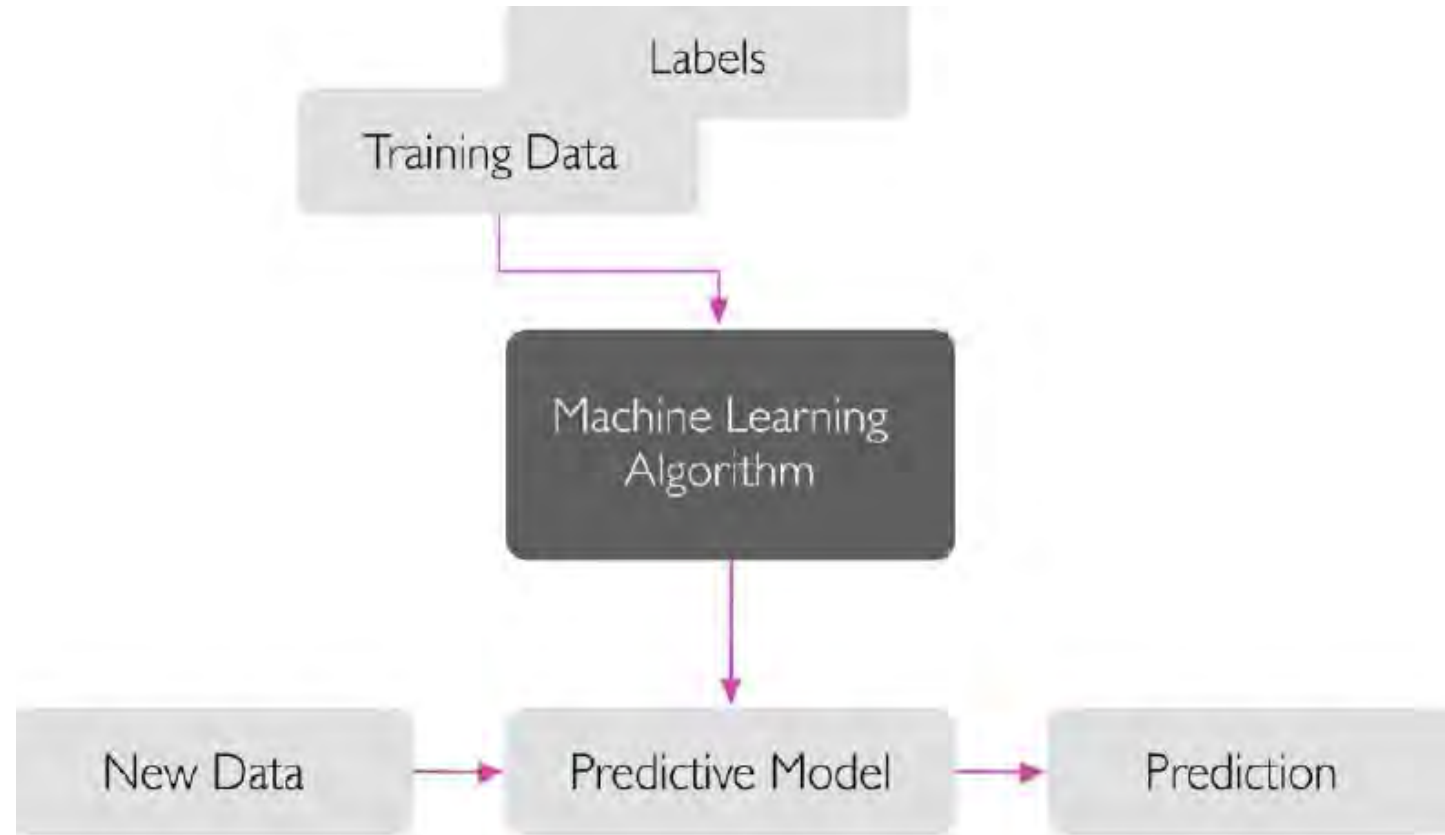 Labels
Training Data
Machine Learning
Algorithm
New Data
Predictive Model
Prediction